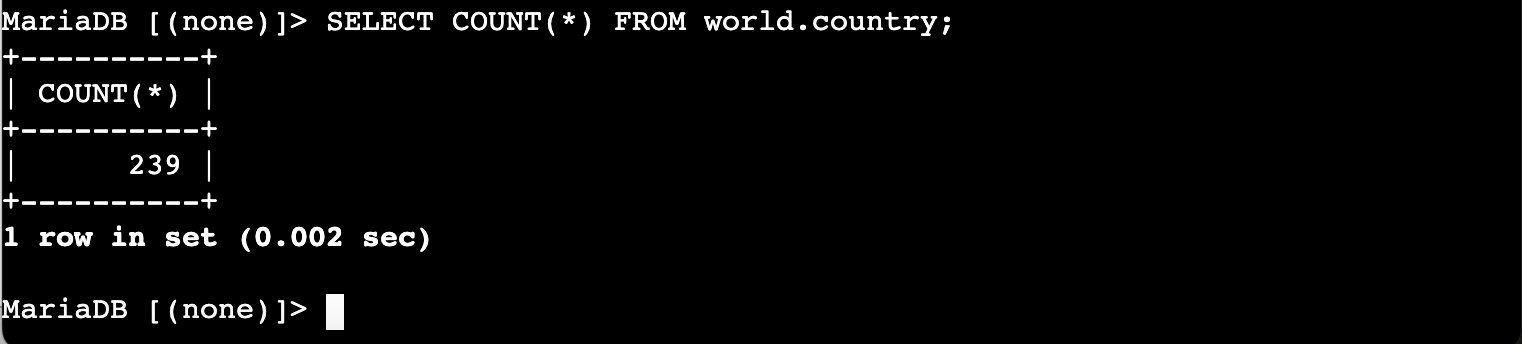 MariaDB [(none)]> SELECT COUNT(*) FROM world.country;
+----------+
| COUNT(*) |
+----------+
|      239 |
+----------+
1 row in set (0.002 sec)

MariaDB [(none)]>